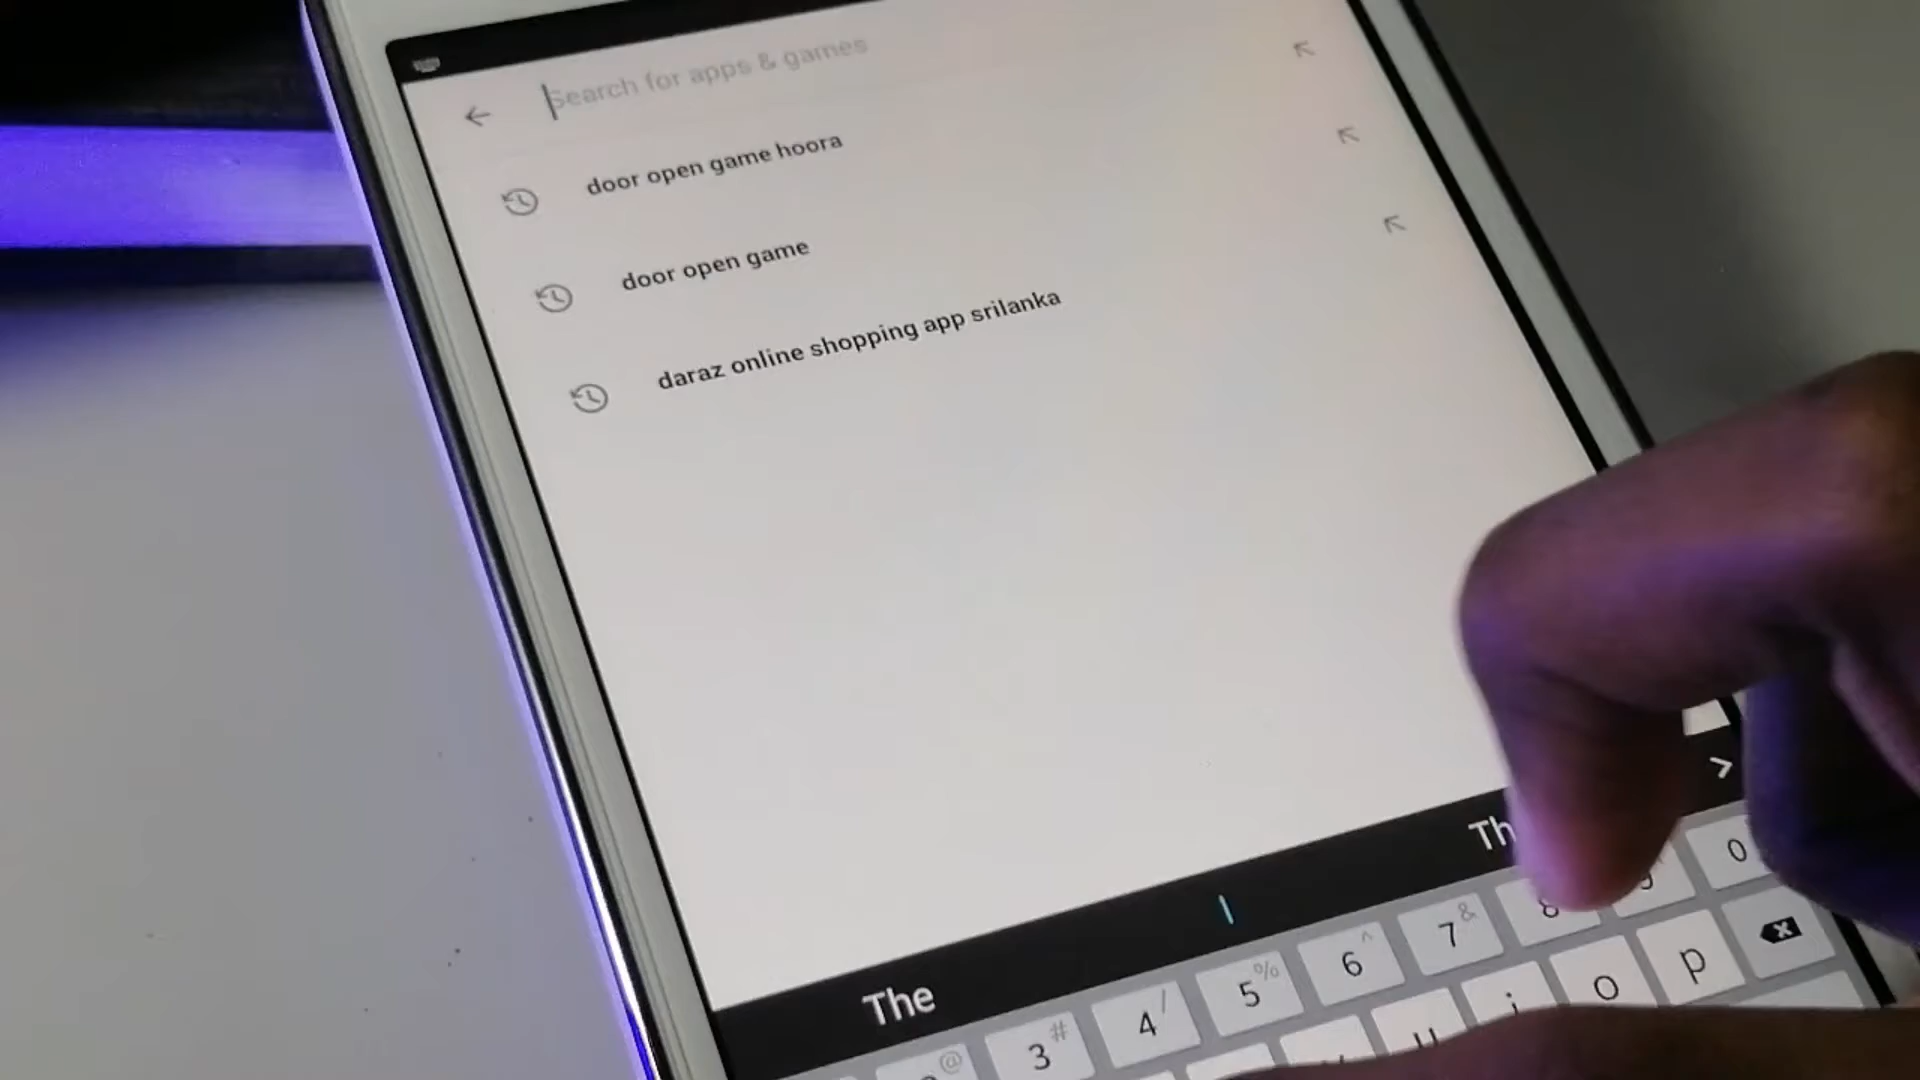 Search for apps & games
door open game hoora
door open game
daraz online shopping app srilanka
The
I
3 #
4 /
5 %
6 ^
7 &
8
0
@
o
p